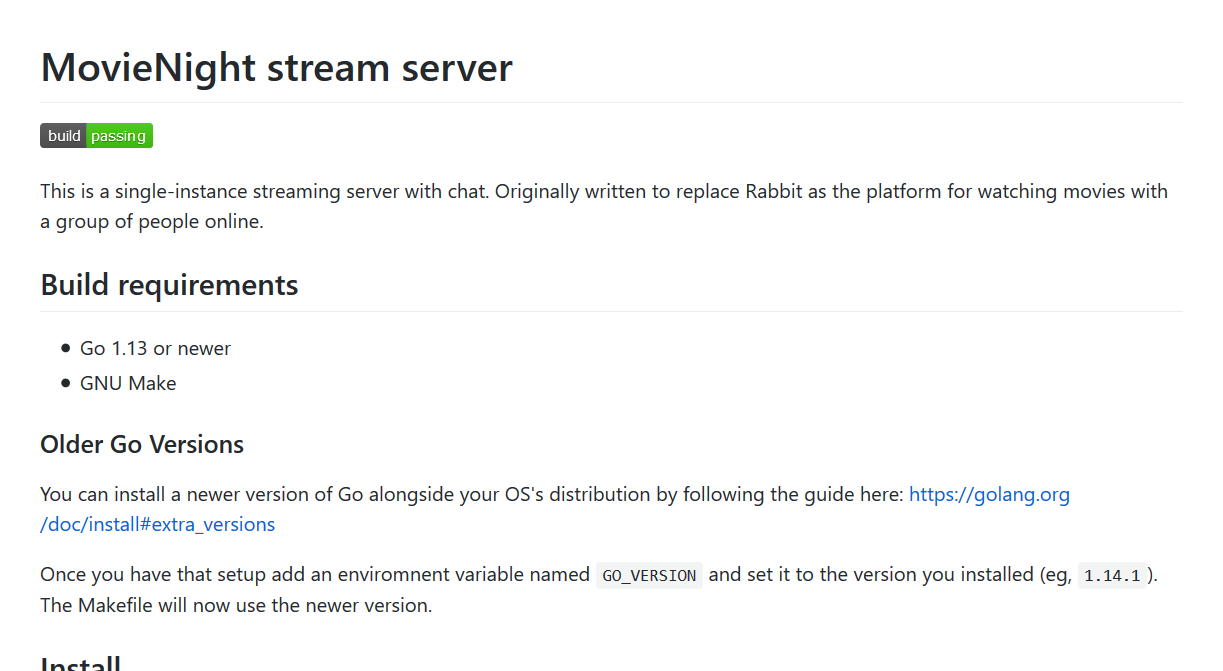 MovieNight stream server
build passing
This is a single-instance streaming server with chat. Originally written to replace Rabbit as the platform for watching movies with
a group of people online.
Build requirements
Go 1.13 or newer
GNU Make
Older Go Versions
You can install a newer version of Go alongside your OS's distribution by following the guide here: https://golang.org
/doc/install#extra_versions
Once you have that setup add an enviromnent variable named GO_VERSION and set it to the version you installed (eg, 1.14.1 ).
The Makefile will now use the newer version.
Install